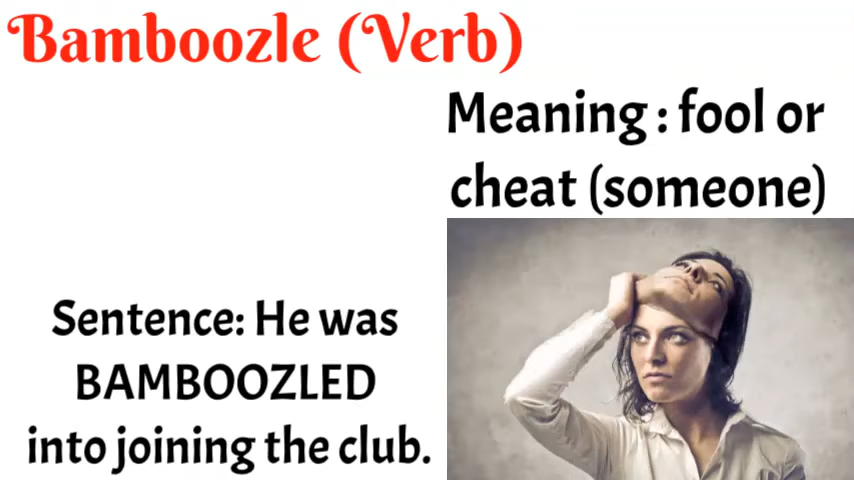 Bamboozle (Verb)
Meaning : fool or
cheat (someone)
Sentence: He was
BAMBOOZLED
into joining the club.